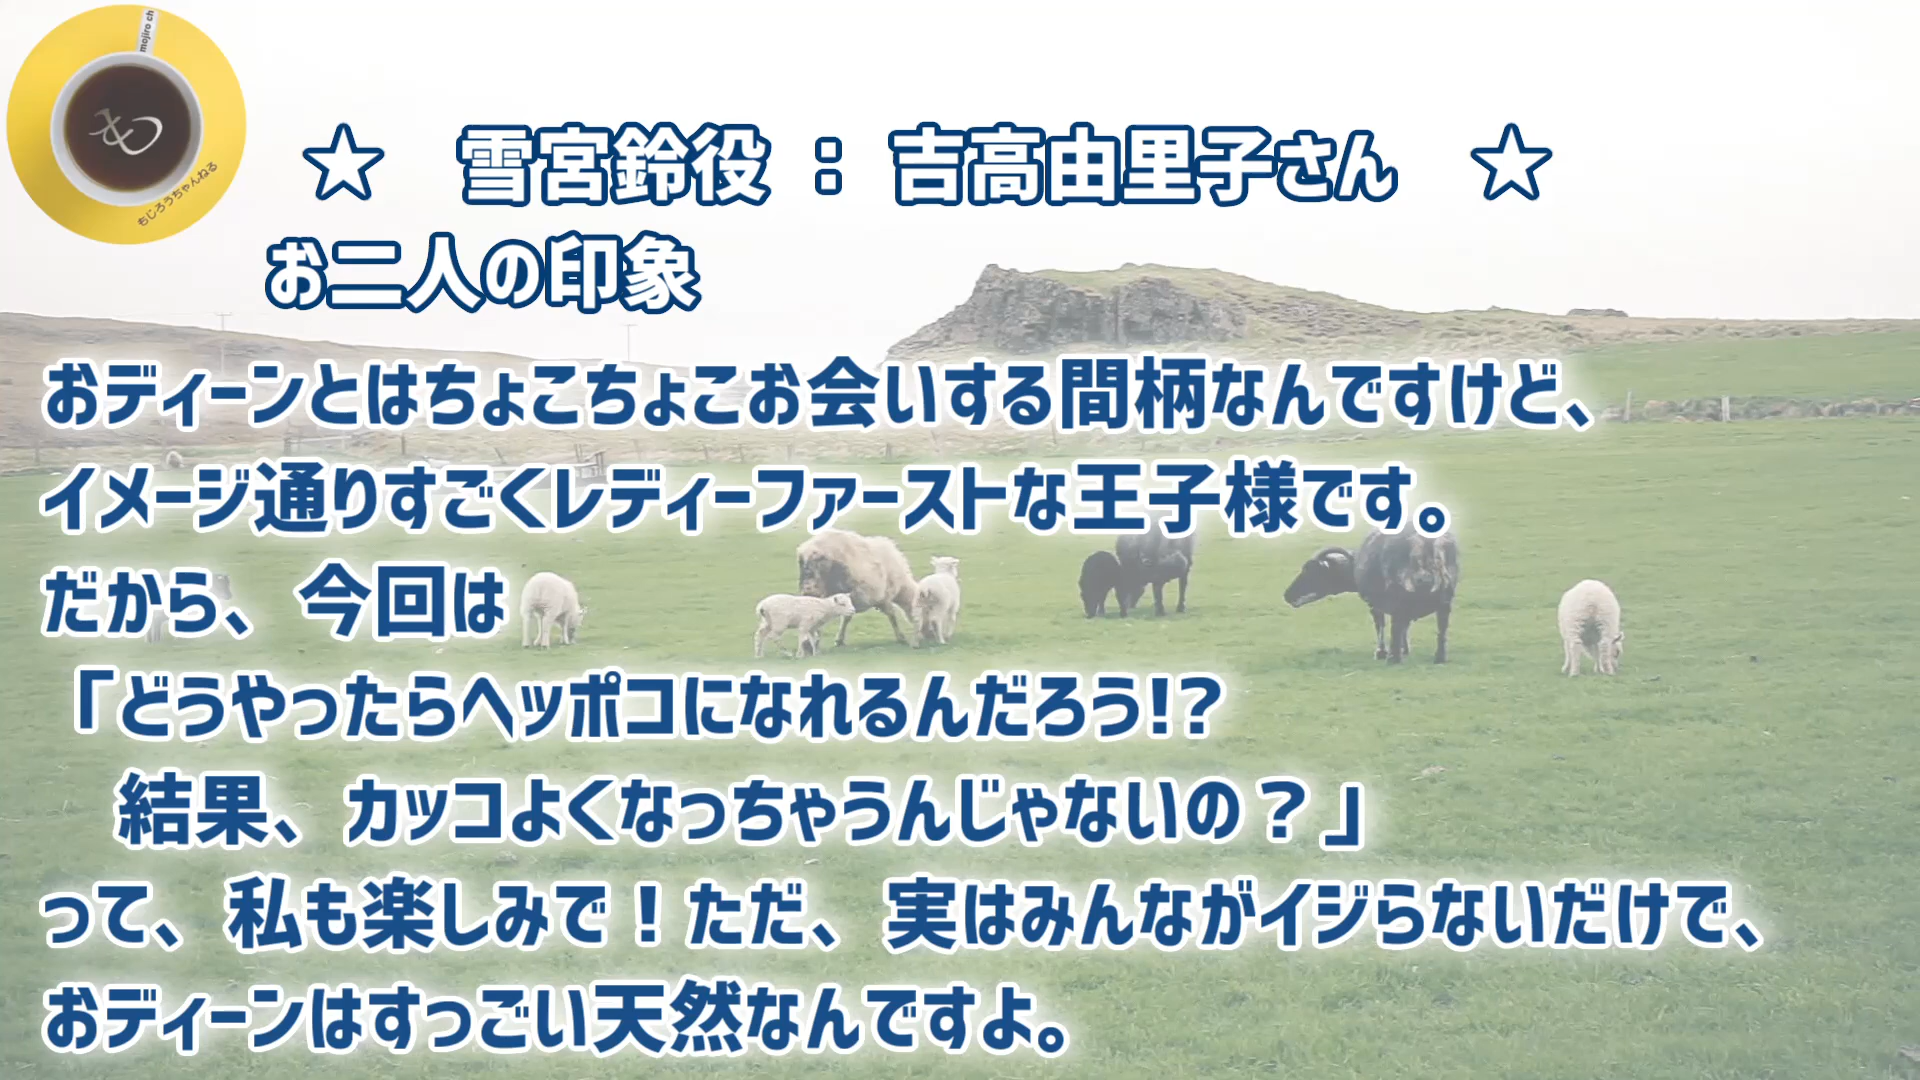 mojiro ch
も
もじろうちゃんねる
★　雪宮鈴役 ： 吉高由里子さん　★
お二人の印象
おディーンとはちょこちょこお会いする間柄なんですけど、
イメージ通りすごくレディーファーストな王子様です。
だから、今回は
「どうやったらヘッポコになれるんだろう!?
　結果、カッコよくなっちゃうんじゃないの？」
って、私も楽しみで！ただ、実はみんながイジらないだけで、
おディーンはすっごい天然なんですよ。